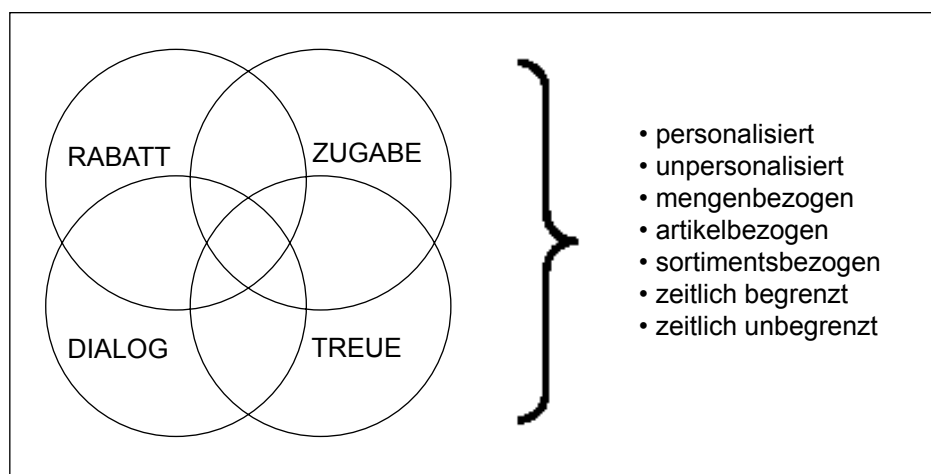 RABATT
ZUGABE
DIALOG
TREUE
• personalisiert
• unpersonalisiert
• mengenbezogen
• artikelbezogen
• sortimentsbezogen
• zeitlich begrenzt
• zeitlich unbegrenzt